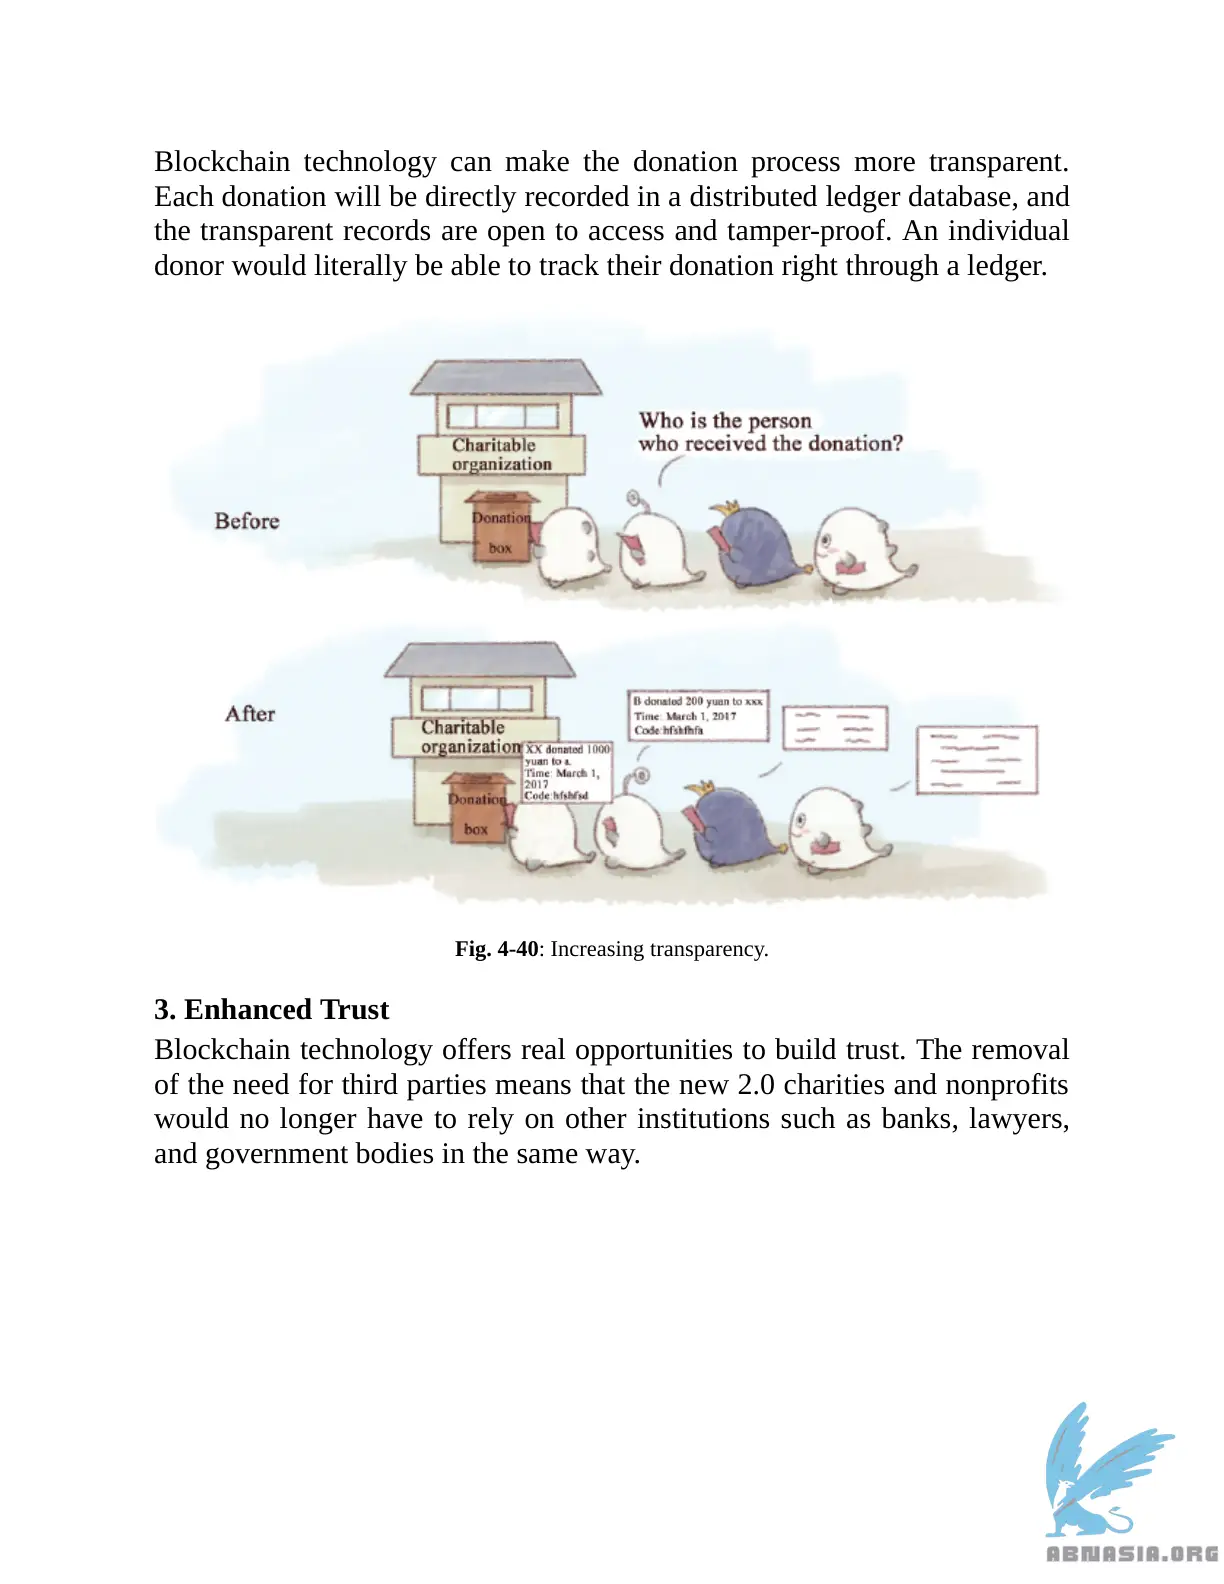 Blockchain technology can make the donation process more transparent.
Each donation will be directly recorded in a distributed ledger database, and
the transparent records are open to access and tamper-proof. An individual
donor would literally be able to track their donation right through a ledger.
Charitable
organization
Who is the person
who received the donation?
Before
Donation
box
After
Charitable
organization
B donated 200 yuan to xxx
Time: March 1, 2017
Code:hfshfhfa
XX donated 1000
yuan to a.
Time: March 1,
2017
Code:hfshfsd
Donation
box
Fig. 4-40: Increasing transparency.
3. Enhanced Trust
Blockchain technology offers real opportunities to build trust. The removal
of the need for third parties means that the new 2.0 charities and nonprofits
would no longer have to rely on other institutions such as banks, lawyers,
and government bodies in the same way.
ABNASIA.ORG